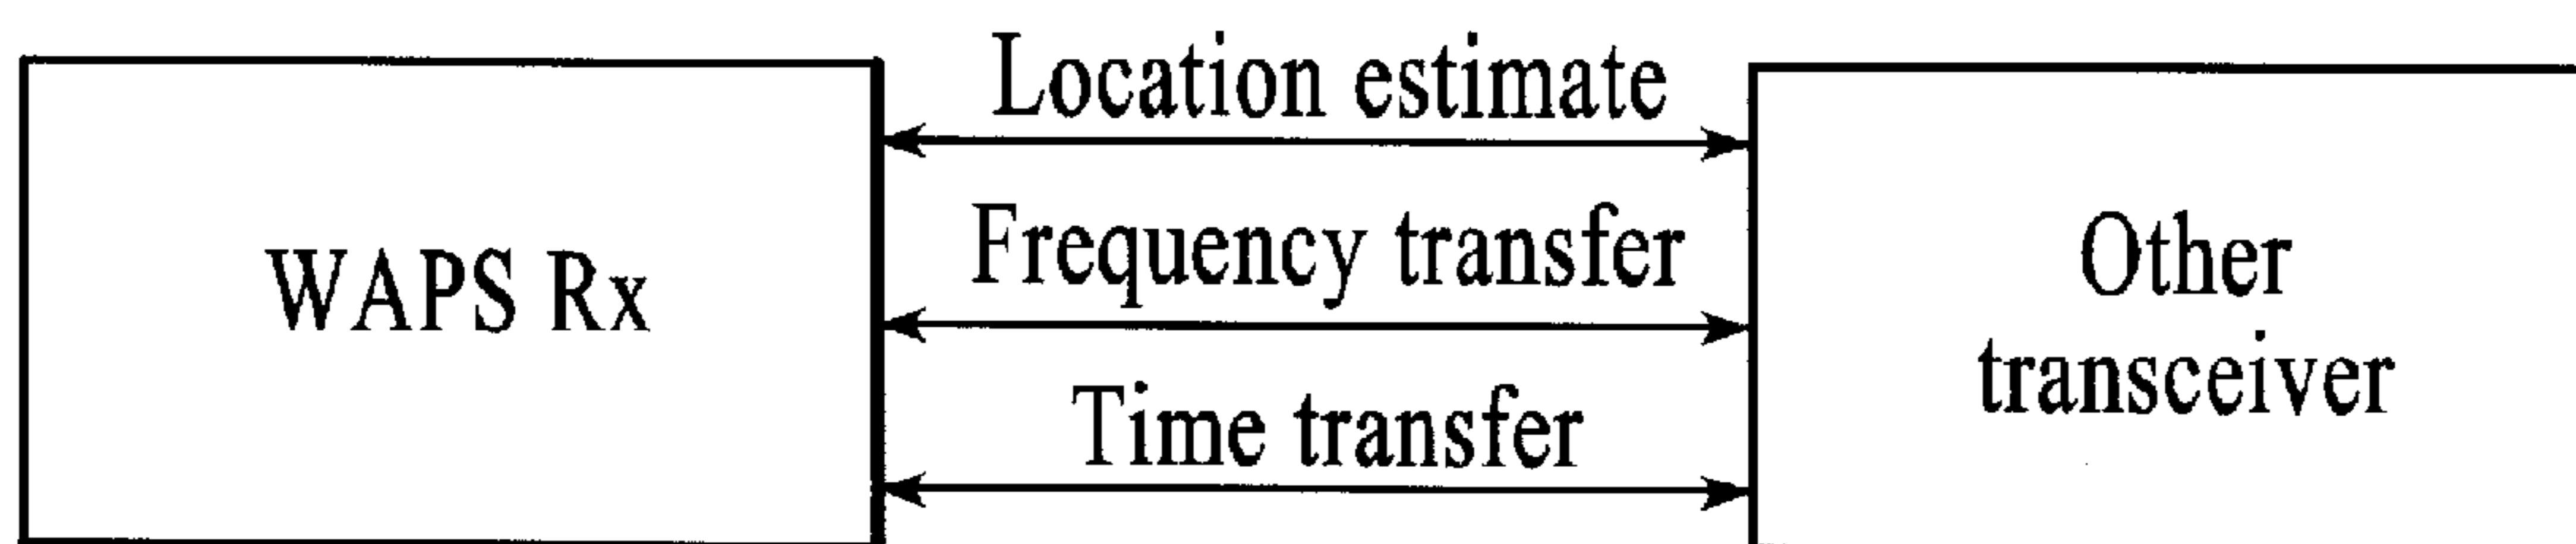 Location estimate
WAPS Rx
Frequency transfer
Other
transceiver
Time transfer